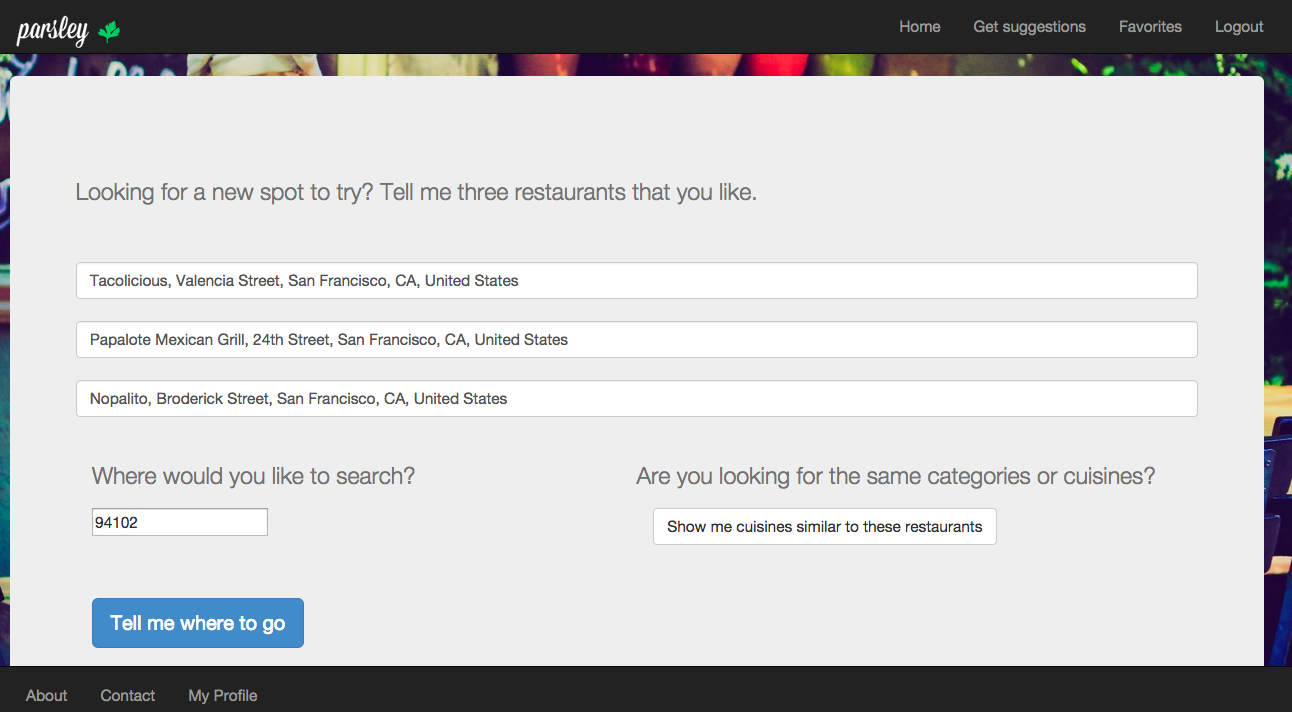 parsley
Home Get suggestions Favorites Logout
Looking for a new spot to try? Tell me three restaurants that you like.
Tacolicious, Valencia Street, San Francisco, CA, United States
Papalote Mexican Grill, 24th Street, San Francisco, CA, United States
Nopalito, Broderick Street, San Francisco, CA, United States
Where would you like to search?
94102
Are you looking for the same categories or cuisines?
Show me cuisines similar to these restaurants
Tell me where to go
About Contact My Profile